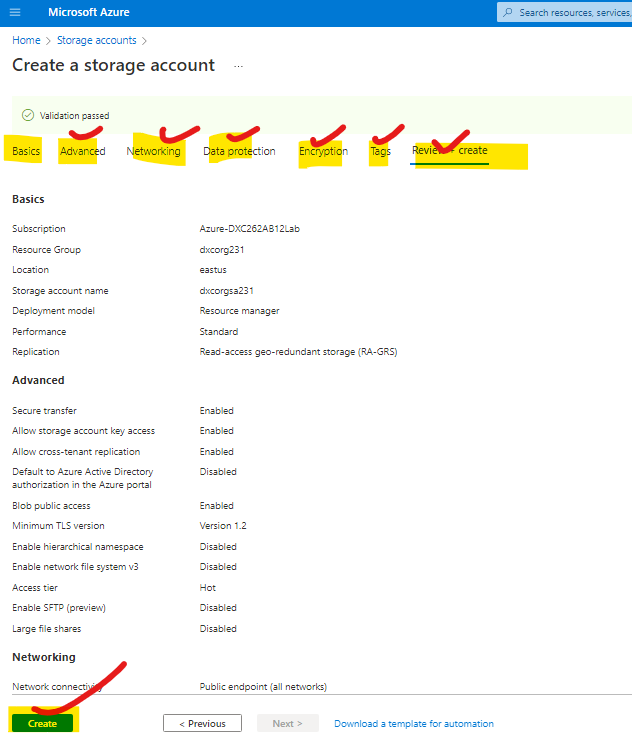 Microsoft Azure
Search resources, services,
Home > Storage accounts >
Create a storage account ...
Validation passed
Basics Advanced Networking Data protection Encryption Tags Review + create
Basics
Subscription Azure-DXC262AB12Lab
Resource Group dxcorg231
Location eastus
Storage account name dxcorgsa231
Deployment model Resource manager
Performance Standard
Replication Read-access geo-redundant storage (RA-GRS)
Advanced
Secure transfer Enabled
Allow storage account key access Enabled
Allow cross-tenant replication Enabled
Default to Azure Active Directory Disabled
authorization in the Azure portal
Blob public access Enabled
Minimum TLS version Version 1.2
Enable hierarchical namespace Disabled
Enable network file system v3 Disabled
Access tier Hot
Enable SFTP (preview) Disabled
Large file shares Disabled
Networking
Network connectivity Public endpoint (all networks)
Create < Previous Next > Download a template for automation